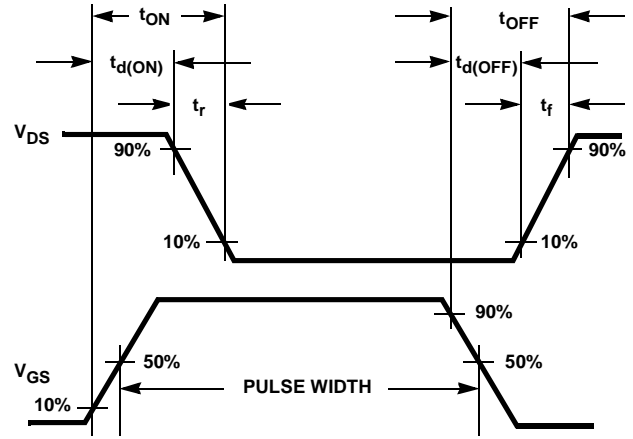 tON
tOFF
td(ON)
td(OFF)
tr
tf
VDS
90%
90%
10%
10%
90%
50%
50%
VGS
PULSE WIDTH
10%